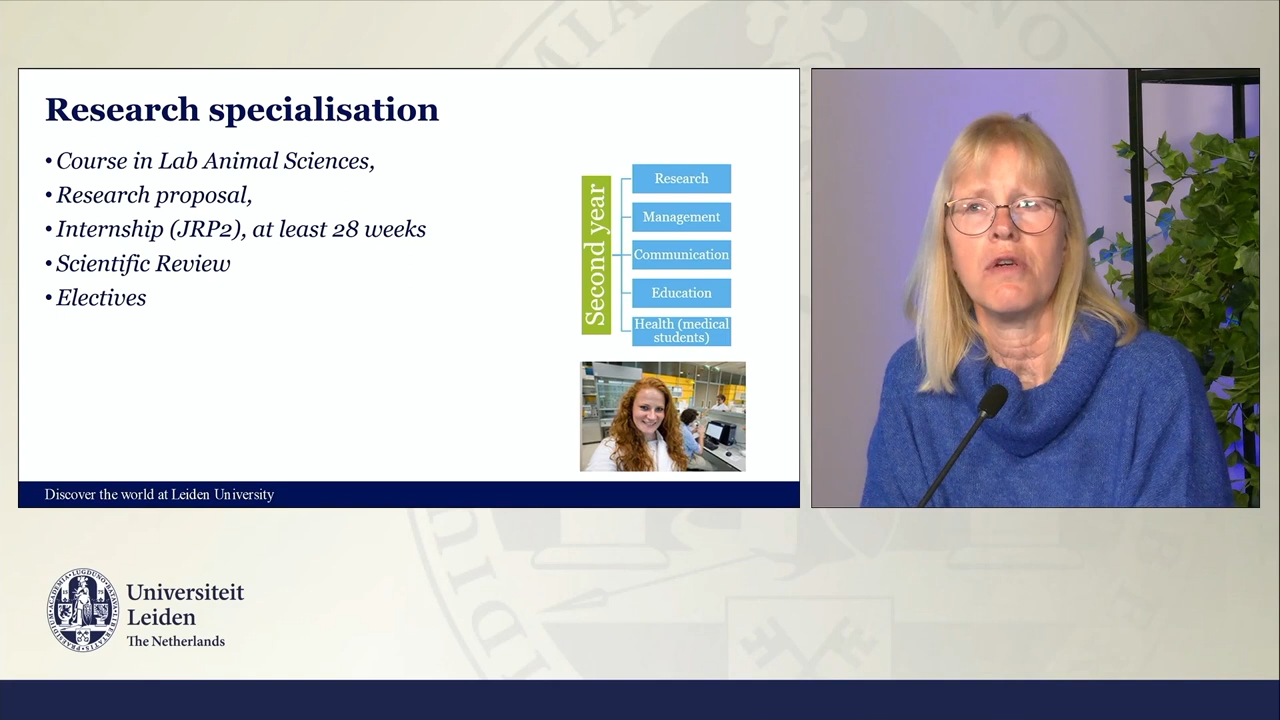 Research specialisation
• Course in Lab Animal Sciences,
• Research proposal,
• Internship (JRP2), at least 28 weeks
• Scientific Review
• Electives
Second year
Research
Management
Communication
Education
Health (medical
students)
Discover the world at Leiden University
Universiteit
Leiden
The Netherlands